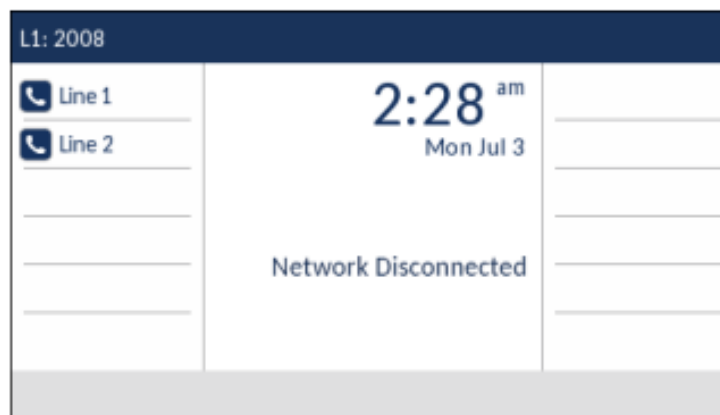 L1: 2008
Line 1
Line 2
2:28 am
Mon Jul 3
Network Disconnected